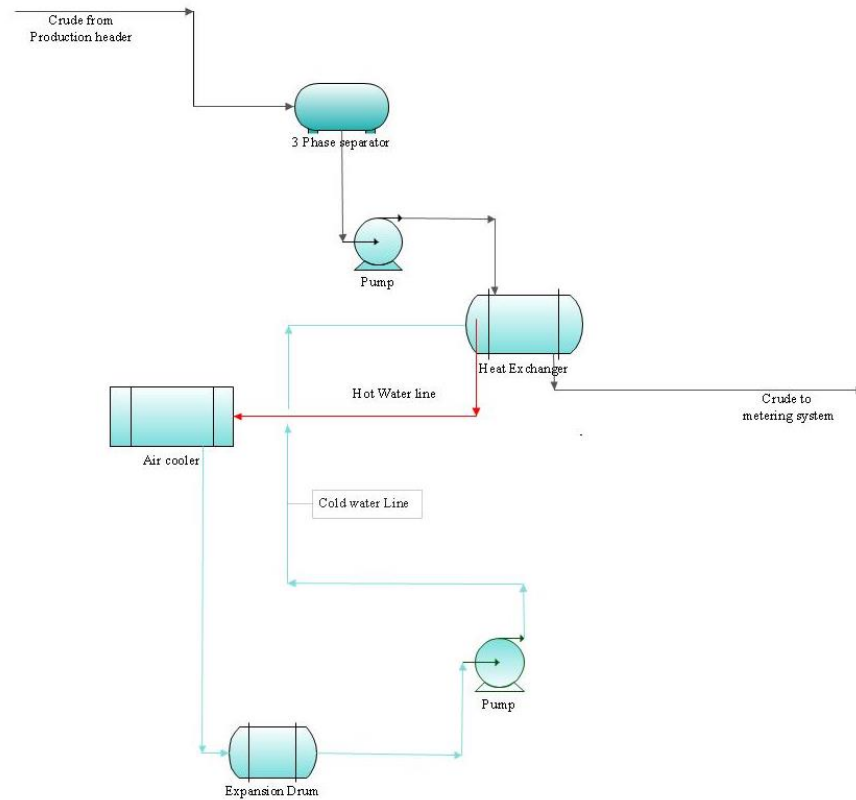 Crude from
Production header
3 Phase separator
Pump
Heat Exchanger
Hot Water line
Crude to
metering system
Air cooler
Cold water Line
Pump
Expansion Drum